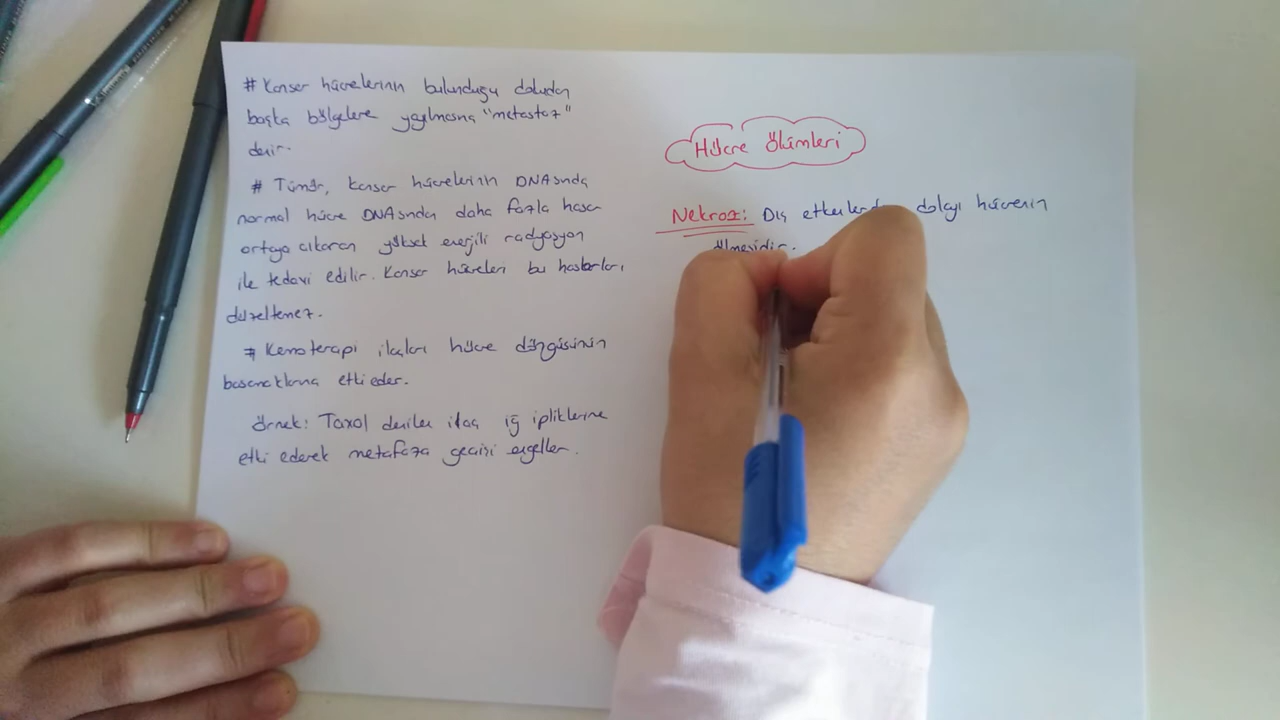 # Kanser hücrelerinin bulunduğu dokudan
başka bölgelere yayılmasına "metastaz"
denir.
# Tümör, kanser hücrelerinin DNAsında
normal hücre DNAsından daha fazla hasar
ortaya çıkaran yüksek enerjili radyasyon
ile tedavi edilir. Kanser hücreleri bu hasarları
düzeltemez.
# Kemoterapi ilaçları hücre döngüsünün
basamaklarına etki eder.
Örnek: Taxol denilen ilaç iğ ipliklerine
etki ederek metafaza geçişi engeller.
Hücre Ölümleri
Nekroz: Dış etkilerden dolayı hücrenin
ölmesidir.